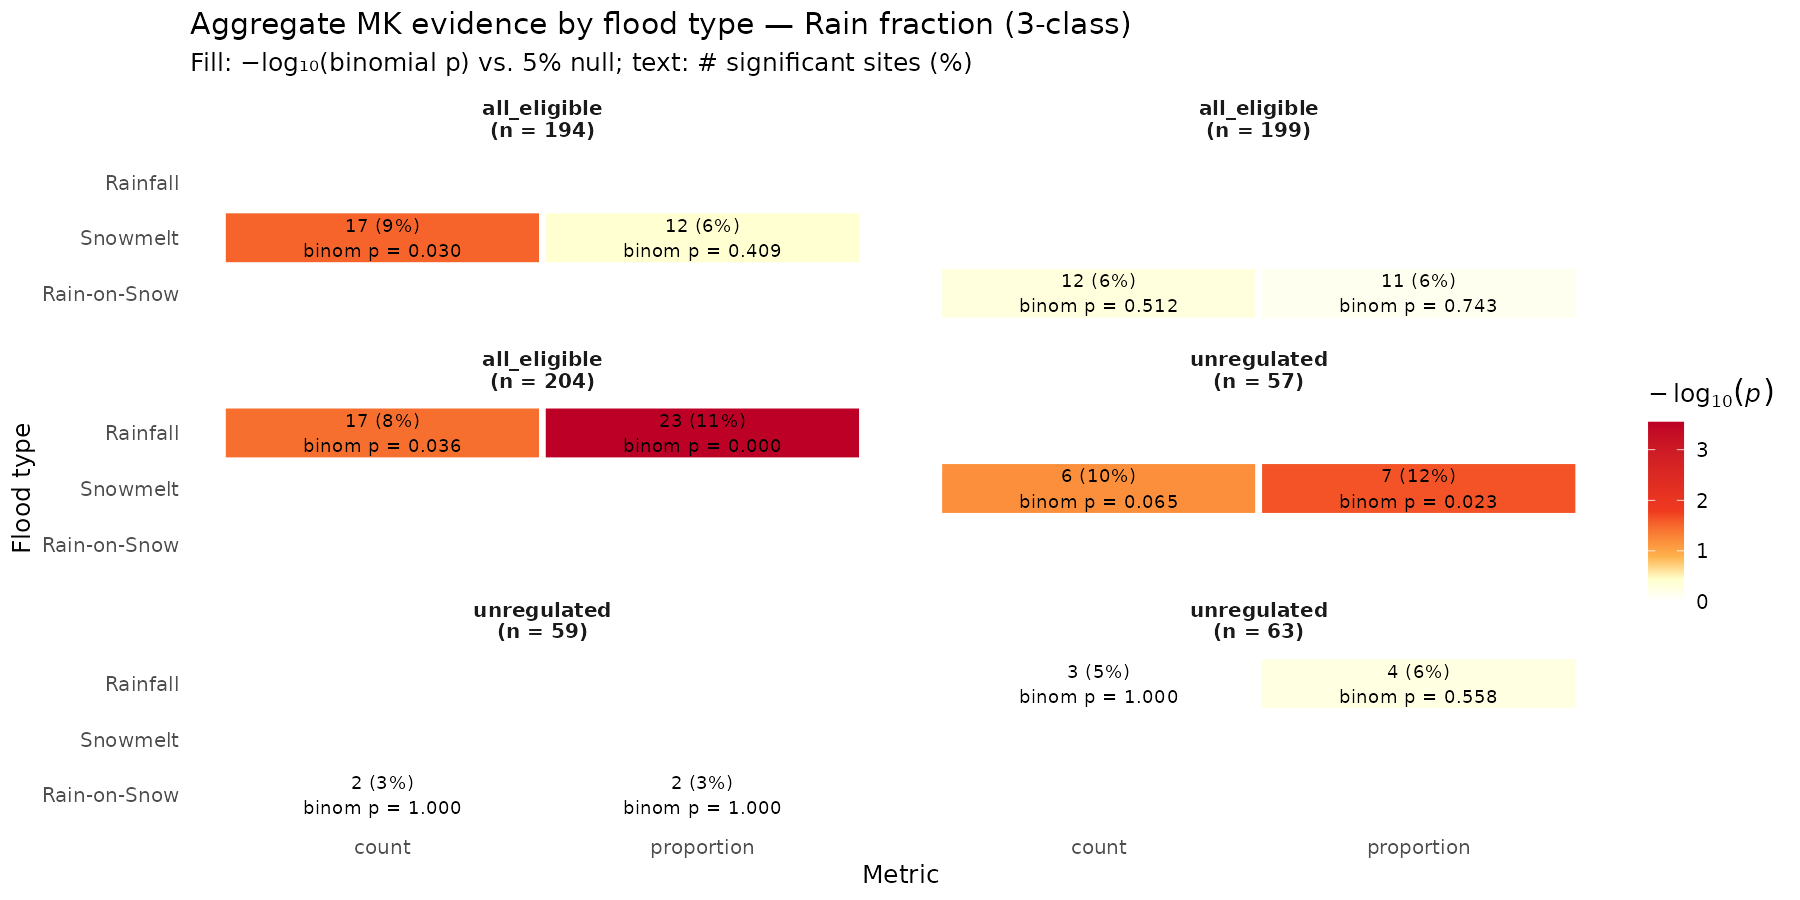 Aggregate MK evidence by flood type — Rain fraction (3-class)
Fill: −log₁₀(binomial p) vs. 5% null; text: # significant sites (%)
all_eligible
(n = 194)
all_eligible
(n = 199)
Rainfall
Snowmelt
Rain-on-Snow
17 (9%)
binom p = 0.030
12 (6%)
binom p = 0.409
12 (6%)
binom p = 0.512
11 (6%)
binom p = 0.743
all_eligible
(n = 204)
unregulated
(n = 57)
Rainfall
Snowmelt
Rain-on-Snow
17 (8%)
binom p = 0.036
23 (11%)
binom p = 0.000
6 (10%)
binom p = 0.065
7 (12%)
binom p = 0.023
unregulated
(n = 59)
unregulated
(n = 63)
Rainfall
Snowmelt
Rain-on-Snow
2 (3%)
binom p = 1.000
2 (3%)
binom p = 1.000
3 (5%)
binom p = 1.000
4 (6%)
binom p = 0.558
count
proportion
count
proportion
Metric
Flood type
−log₁₀(p)
3
2
1
0